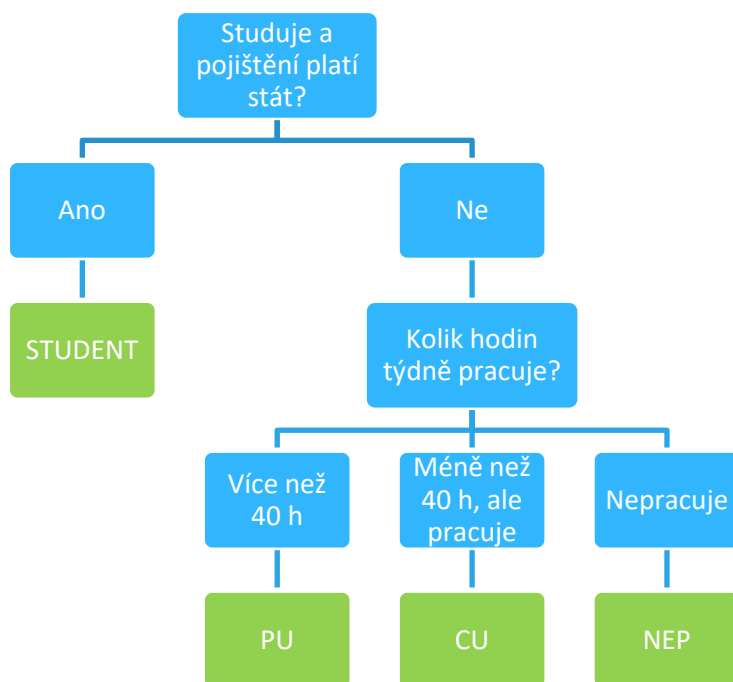 Studuje a
pojištění platí
stát?
Ano
Ne
STUDENT
Kolik hodin
týdně pracuje?
Více než
40 h
Méně než
40 h, ale
pracuje
Nepracuje
PU
CU
NEP